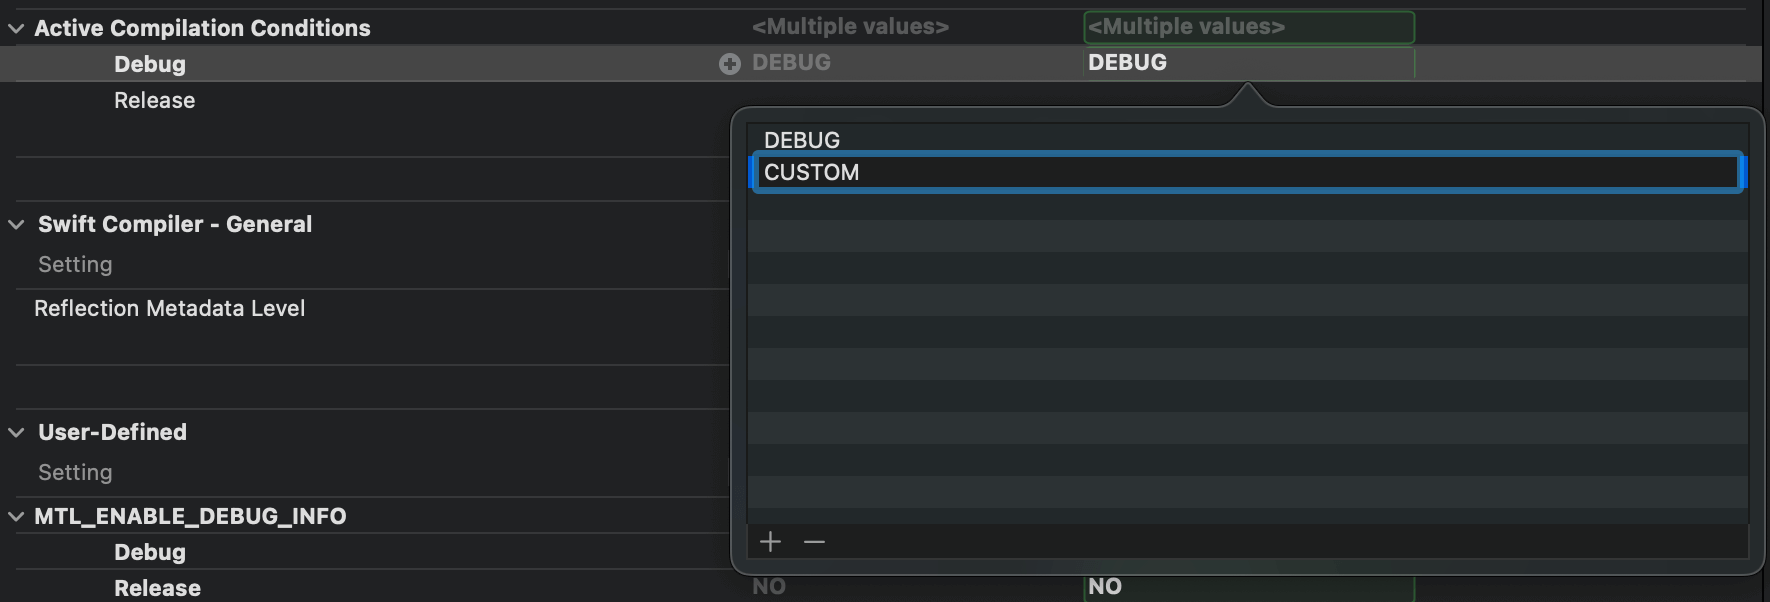 Active Compilation Conditions <Multiple values> <Multiple values>
Debug DEBUG DEBUG
Release
DEBUG
CUSTOM
Swift Compiler - General
Setting
Reflection Metadata Level
User-Defined
Setting
MTL_ENABLE_DEBUG_INFO
Debug
Release NO NO